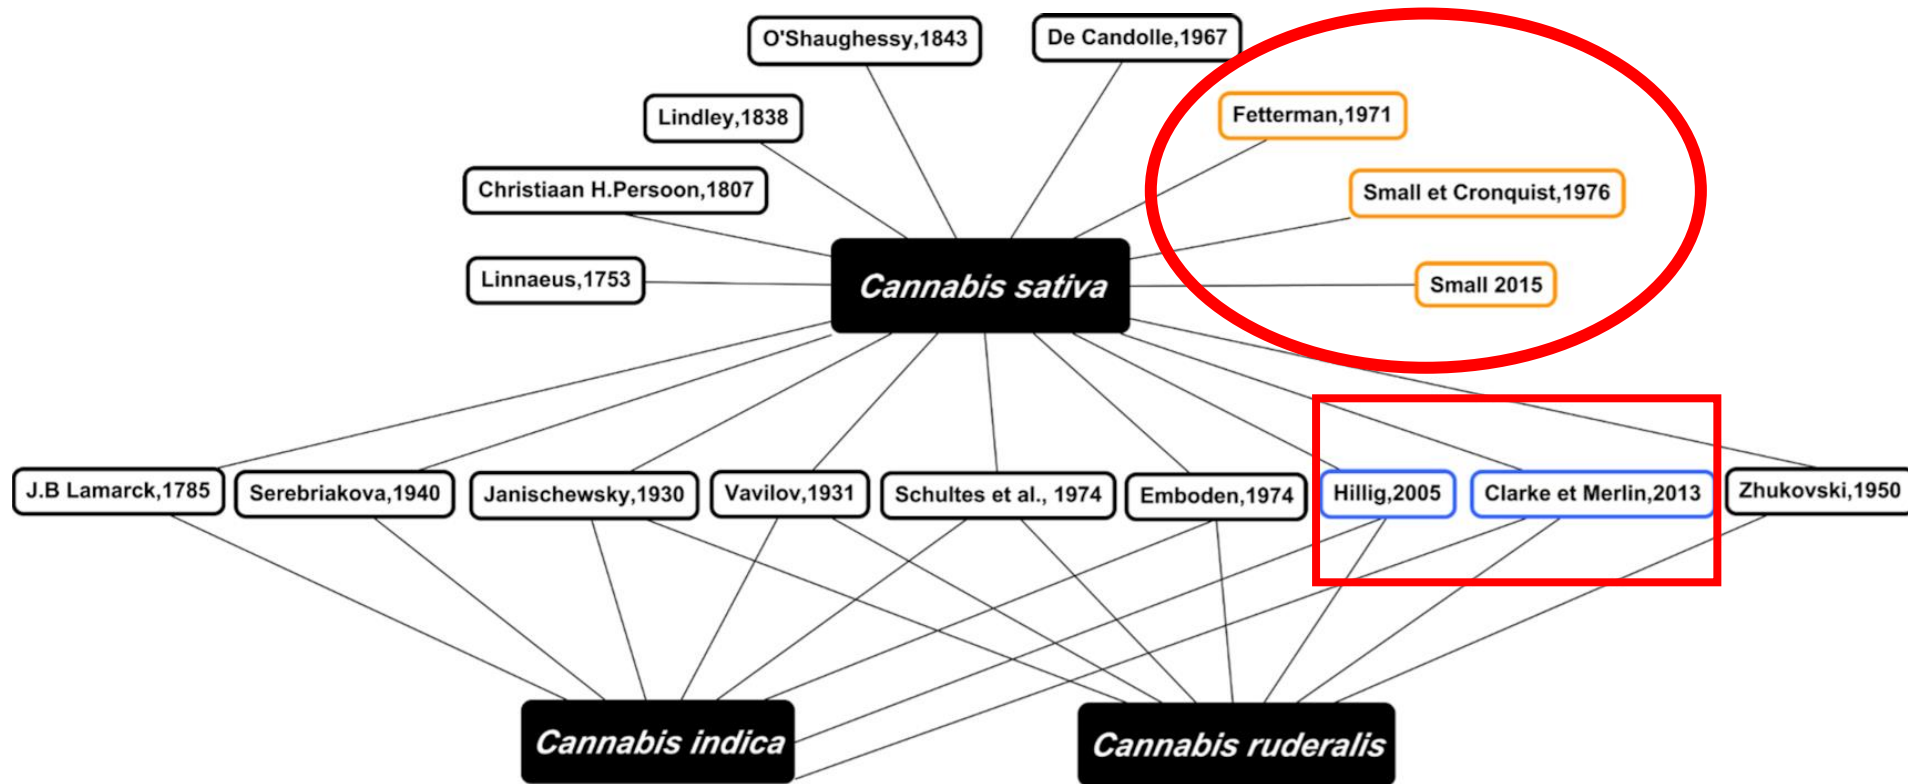 O'Shaughessy,1843
De Candolle,1967
Lindley,1838
Fetterman,1971
Christiaan H.Persoon,1807
Small et Cronquist,1976
Linnaeus,1753
Cannabis sativa
Small 2015
J.B Lamarck,1785
Serebriakova,1940
Janischewsky,1930
Vavilov,1931
Schultes et al., 1974
Emboden,1974
Hillig,2005
Clarke et Merlin,2013
Zhukovski,1950
Cannabis indica
Cannabis ruderalis